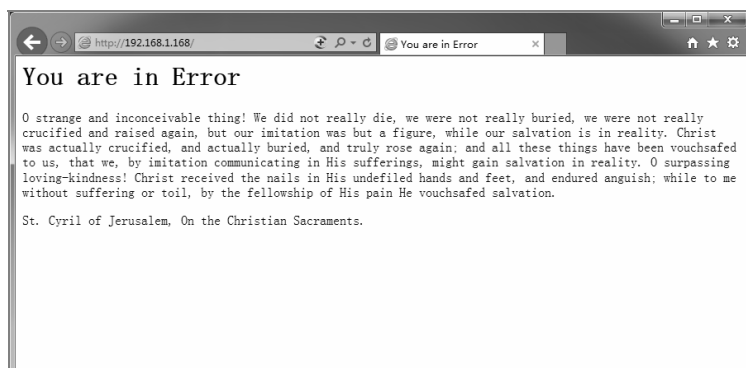 http://192.168.1.168/
You are in Error
You are in Error
O strange and inconceivable thing! We did not really die, we were not really buried, we were not really
crucified and raised again, but our imitation was but a figure, while our salvation is in reality. Christ
was actually crucified, and actually buried, and truly rose again; and all these things have been vouchsafed
to us, that we, by imitation communicating in His sufferings, might gain salvation in reality. O surpassing
loving-kindness! Christ received the nails in His undefiled hands and feet, and endured anguish; while to me
without suffering or toil, by the fellowship of His pain He vouchsafed salvation.
St. Cyril of Jerusalem, On the Christian Sacraments.